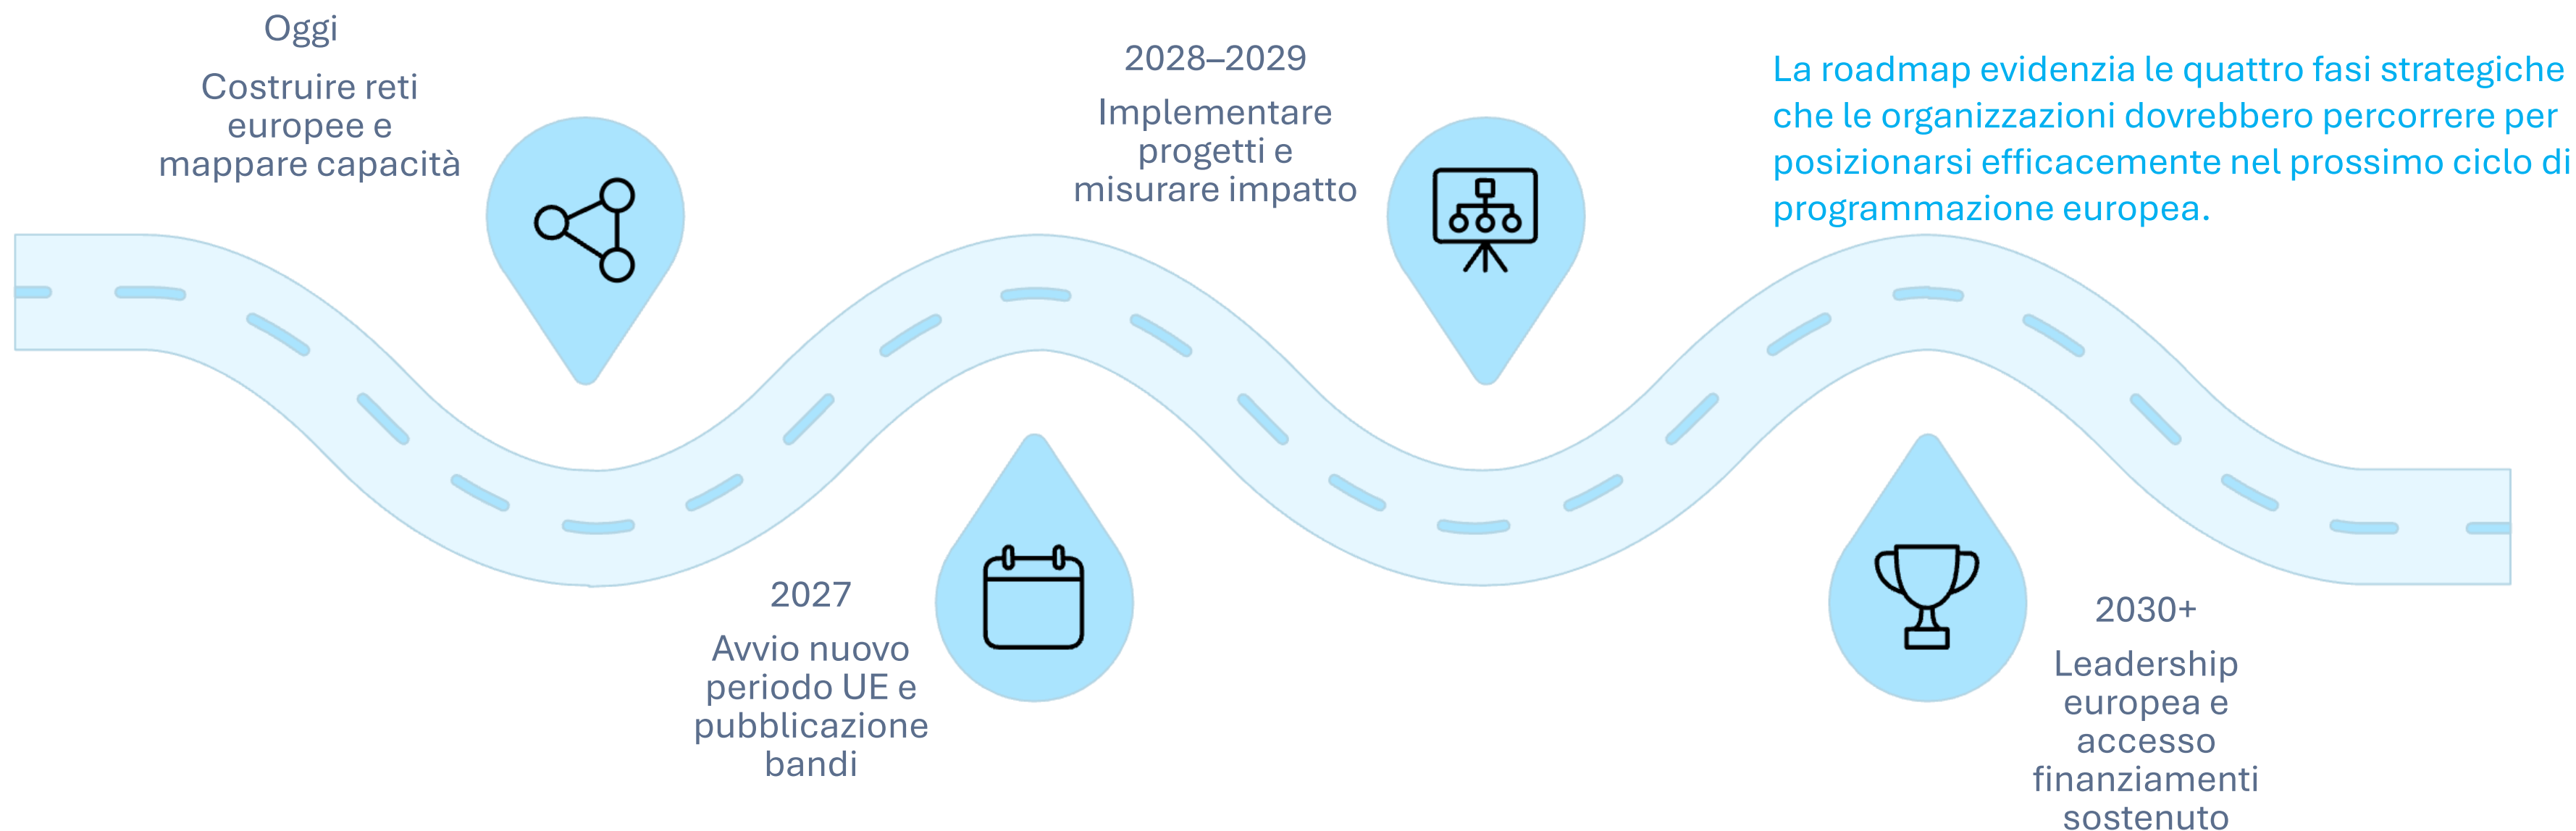 Oggi
Costruire reti
europee e
mappare capacità
2028–2029
Implementare
progetti e
misurare impatto
La roadmap evidenzia le quattro fasi strategiche
che le organizzazioni dovrebbero percorrere per
posizionarsi efficacemente nel prossimo ciclo di
programmazione europea.
2027
Avvio nuovo
periodo UE e
pubblicazione
bandi
2030+
Leadership
europea e
accesso
finanziamenti
sostenuto